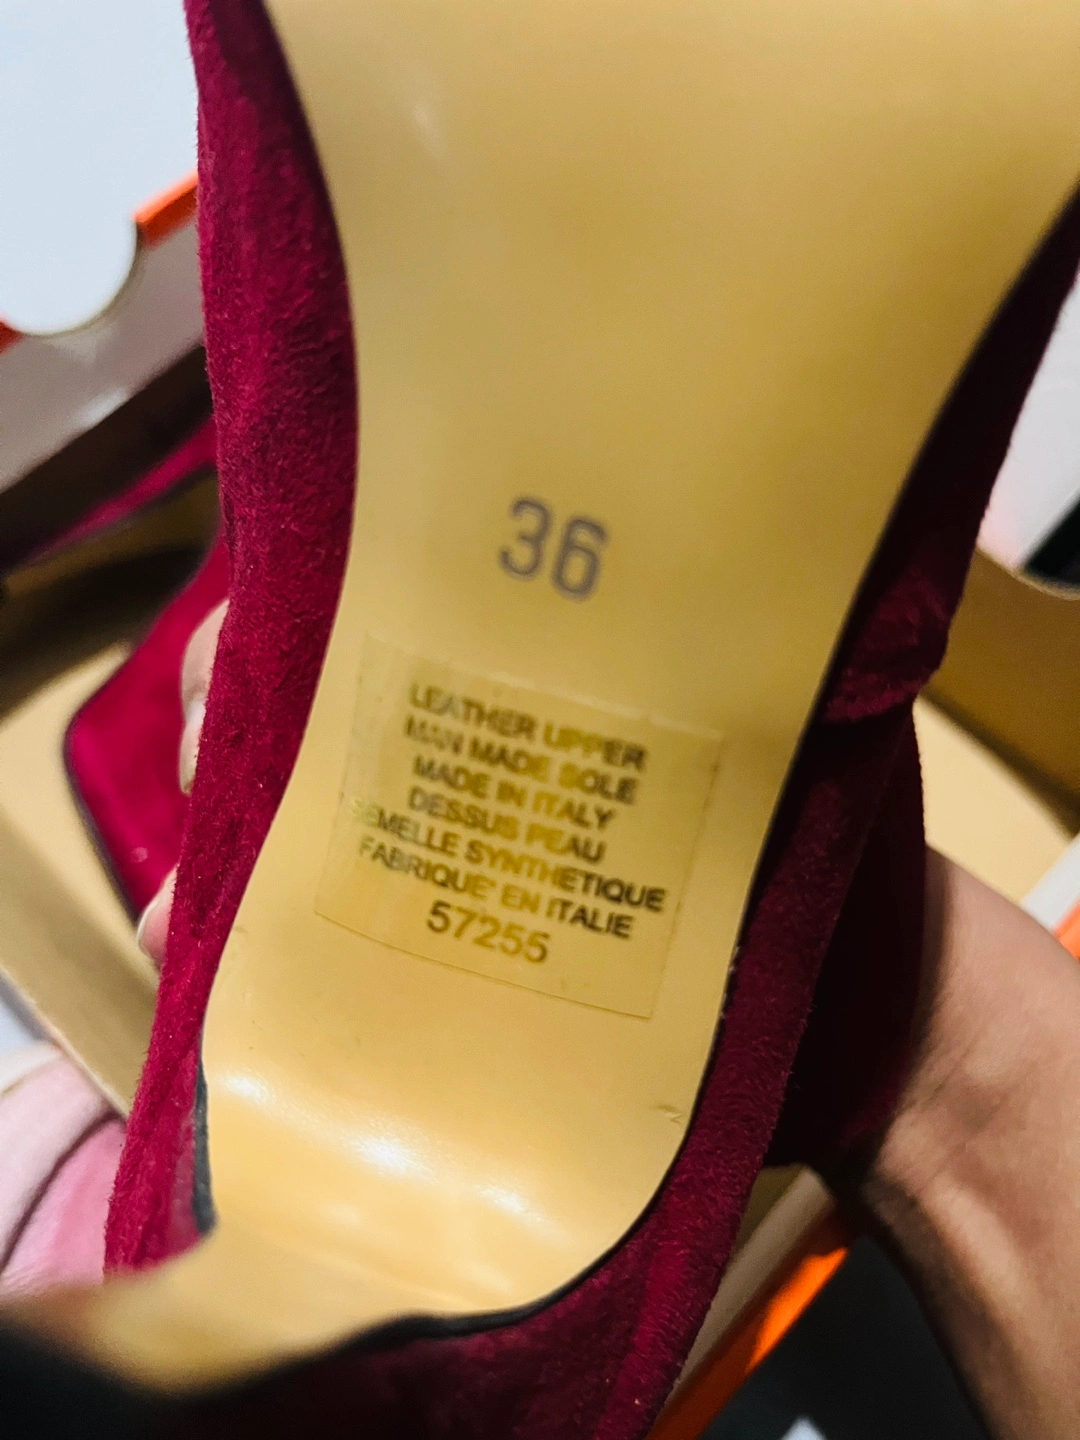 36
LEATHER UPPER
MAN MADE SOLE
MADE IN ITALY
DESSUS PEAU
SEMELLE SYNTHETIQUE
FABRIQUE' EN ITALIE
57255